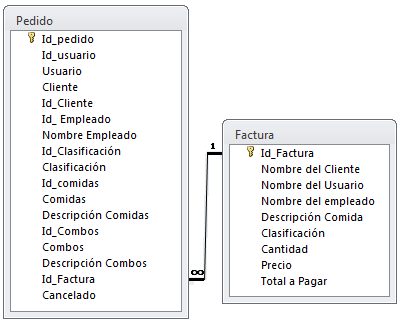 Pedido
Id_pedido
Id_usuario
Usuario
Cliente
Id_Cliente
Id_ Empleado
Nombre Empleado
Id_Clasificación
Clasificación
Id_comidas
Comidas
Descripción Comidas
Id_Combos
Combos
Descripción Combos
Id_Factura
Cancelado
1
∞
Factura
Id_Factura
Nombre del Cliente
Nombre del Usuario
Nombre del empleado
Descripción Comida
Clasificación
Cantidad
Precio
Total a Pagar